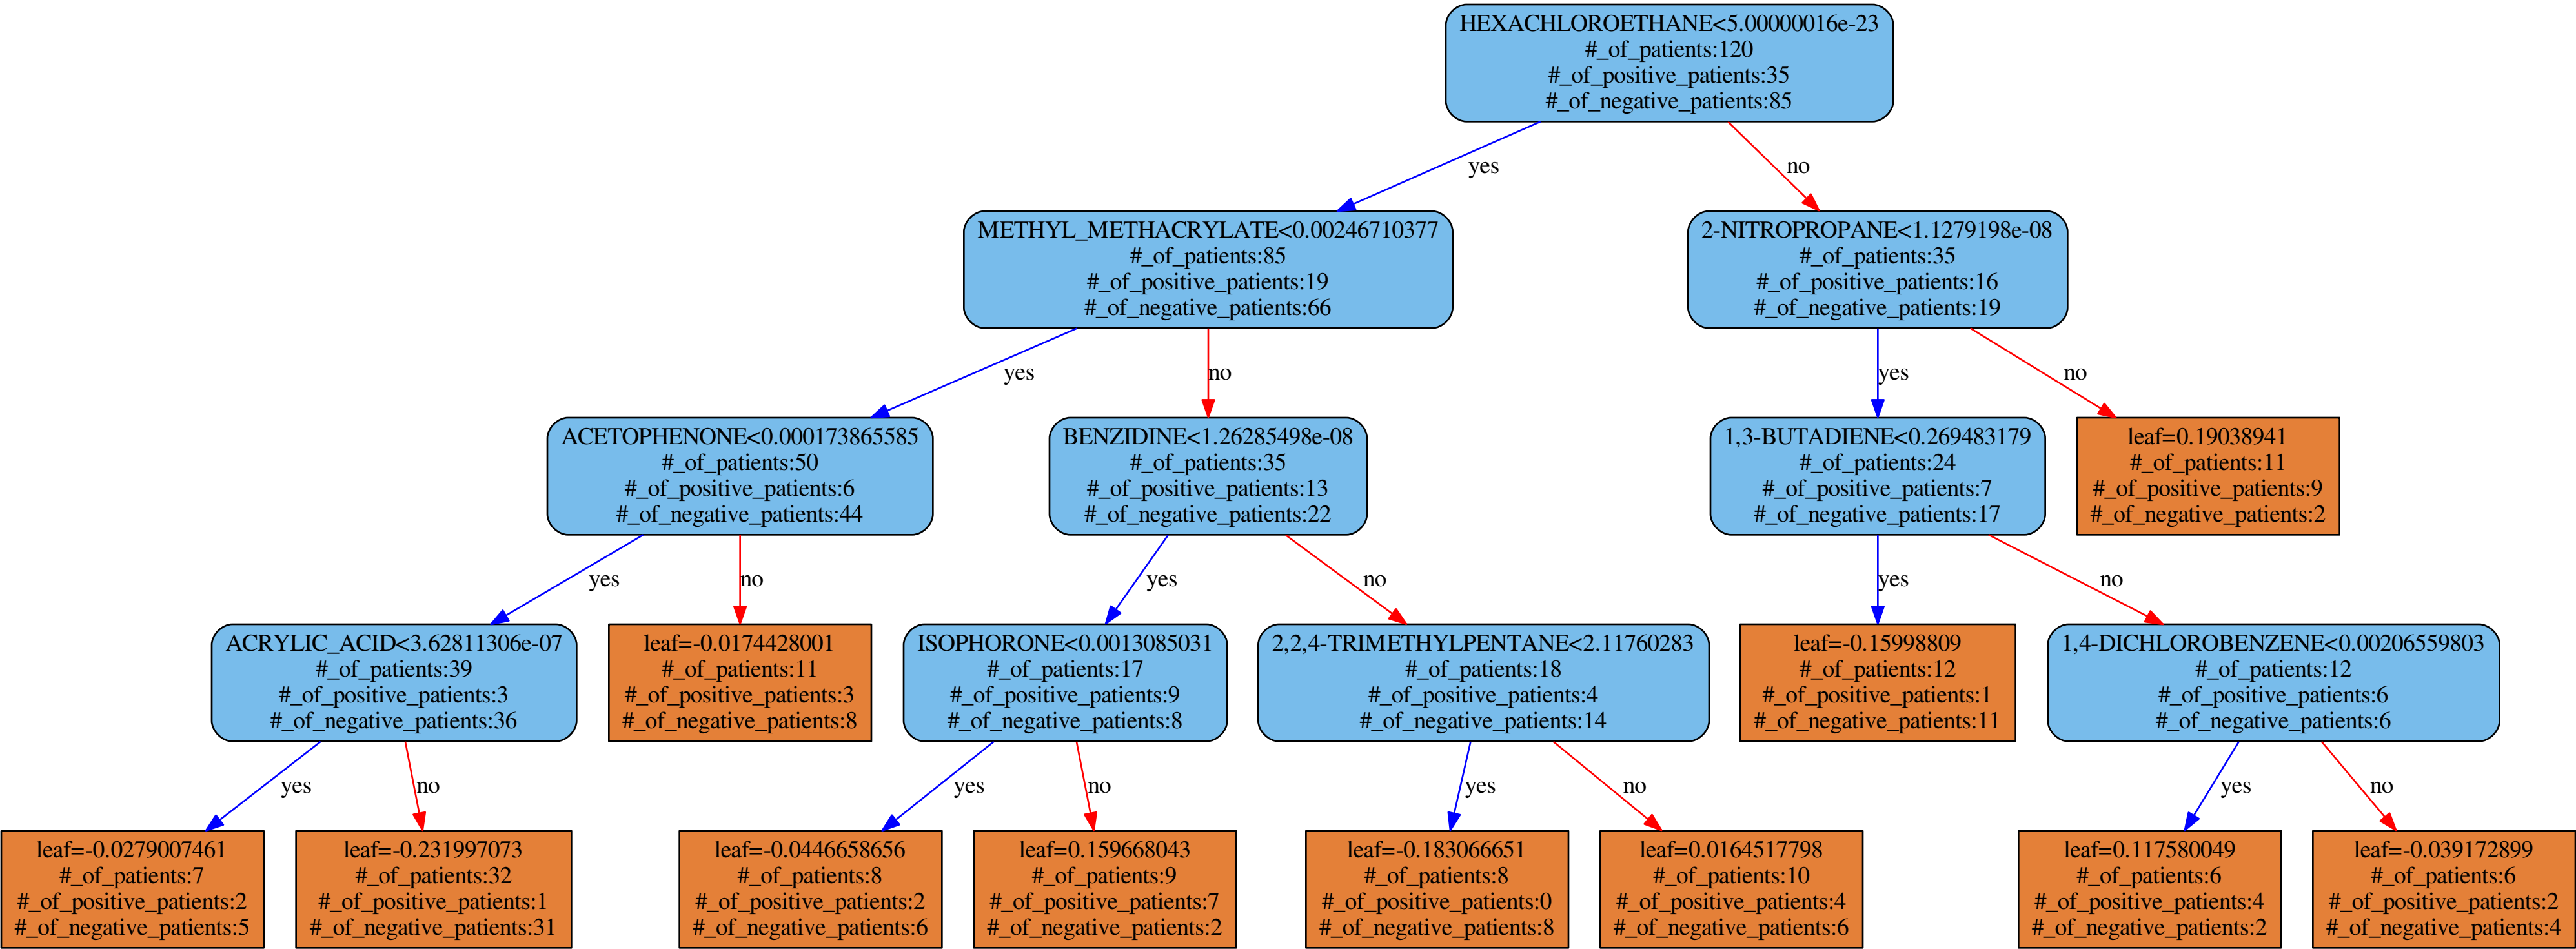 HEXACHLOROETHANE<5.00000016e-23
#_of_patients:120
#_of_positive_patients:35
#_of_negative_patients:85
yes
no
METHYL_METHACRYLATE<0.00246710377
#_of_patients:85
#_of_positive_patients:19
#_of_negative_patients:66
2-NITROPROPANE<1.1279198e-08
#_of_patients:35
#_of_positive_patients:16
#_of_negative_patients:19
yes
no
yes
no
ACETOPHENONE<0.000173865585
#_of_patients:50
#_of_positive_patients:6
#_of_negative_patients:44
BENZIDINE<1.26285498e-08
#_of_patients:35
#_of_positive_patients:13
#_of_negative_patients:22
1,3-BUTADIENE<0.269483179
#_of_patients:24
#_of_positive_patients:7
#_of_negative_patients:17
leaf=0.19038941
#_of_patients:11
#_of_positive_patients:9
#_of_negative_patients:2
yes
no
yes
no
yes
no
ACRYLIC_ACID<3.62811306e-07
#_of_patients:39
#_of_positive_patients:3
#_of_negative_patients:36
leaf=-0.0174428001
#_of_patients:11
#_of_positive_patients:3
#_of_negative_patients:8
ISOPHORONE<0.0013085031
#_of_patients:17
#_of_positive_patients:9
#_of_negative_patients:8
2,2,4-TRIMETHYLPENTANE<2.11760283
#_of_patients:18
#_of_positive_patients:4
#_of_negative_patients:14
leaf=-0.15998809
#_of_patients:12
#_of_positive_patients:1
#_of_negative_patients:11
1,4-DICHLOROBENZENE<0.00206559803
#_of_patients:12
#_of_positive_patients:6
#_of_negative_patients:6
yes
no
yes
no
yes
no
yes
no
leaf=-0.0279007461
#_of_patients:7
#_of_positive_patients:2
#_of_negative_patients:5
leaf=-0.231997073
#_of_patients:32
#_of_positive_patients:1
#_of_negative_patients:31
leaf=-0.0446658656
#_of_patients:8
#_of_positive_patients:2
#_of_negative_patients:6
leaf=0.159668043
#_of_patients:9
#_of_positive_patients:7
#_of_negative_patients:2
leaf=-0.183066651
#_of_patients:8
#_of_positive_patients:0
#_of_negative_patients:8
leaf=0.0164517798
#_of_patients:10
#_of_positive_patients:4
#_of_negative_patients:6
leaf=0.117580049
#_of_patients:6
#_of_positive_patients:4
#_of_negative_patients:2
leaf=-0.039172899
#_of_patients:6
#_of_positive_patients:2
#_of_negative_patients:4